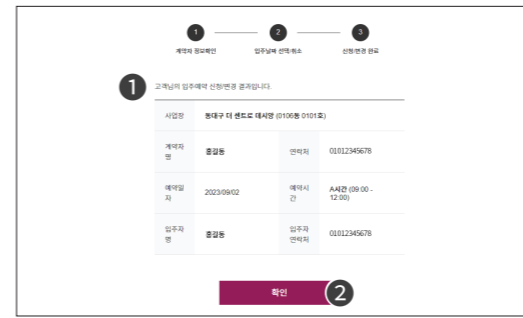 1 2 3
계약자 정보확인 입주날짜 선택/취소 신청/변경 완료
1 고객님의 입주예약 신청/변경 결과입니다.
사업장 동대구 더 센트로 데시앙 (0106동 0101호)
계약자 홍길동 연락처 01012345678
명
예약일 2023/09/02 예약시 A시간 (09:00 -
자 간 12:00)
입주자 홍길동 입주자 01012345678
명 연락처
확인 2